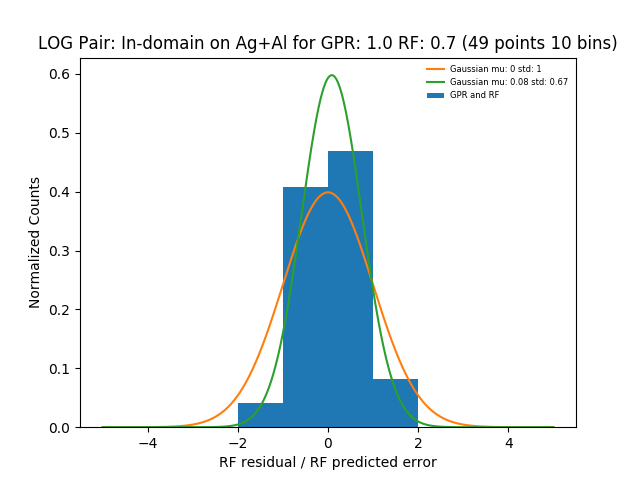 LOG Pair: In-domain on Ag+Al for GPR: 1.0 RF: 0.7 (49 points 10 bins)
Gaussian mu: 0 std: 1
Gaussian mu: 0.08 std: 0.67
GPR and RF
Normalized Counts
0.6
0.5
0.4
0.3
0.2
0.1
0.0
−4 −2 0 2 4
RF residual / RF predicted error